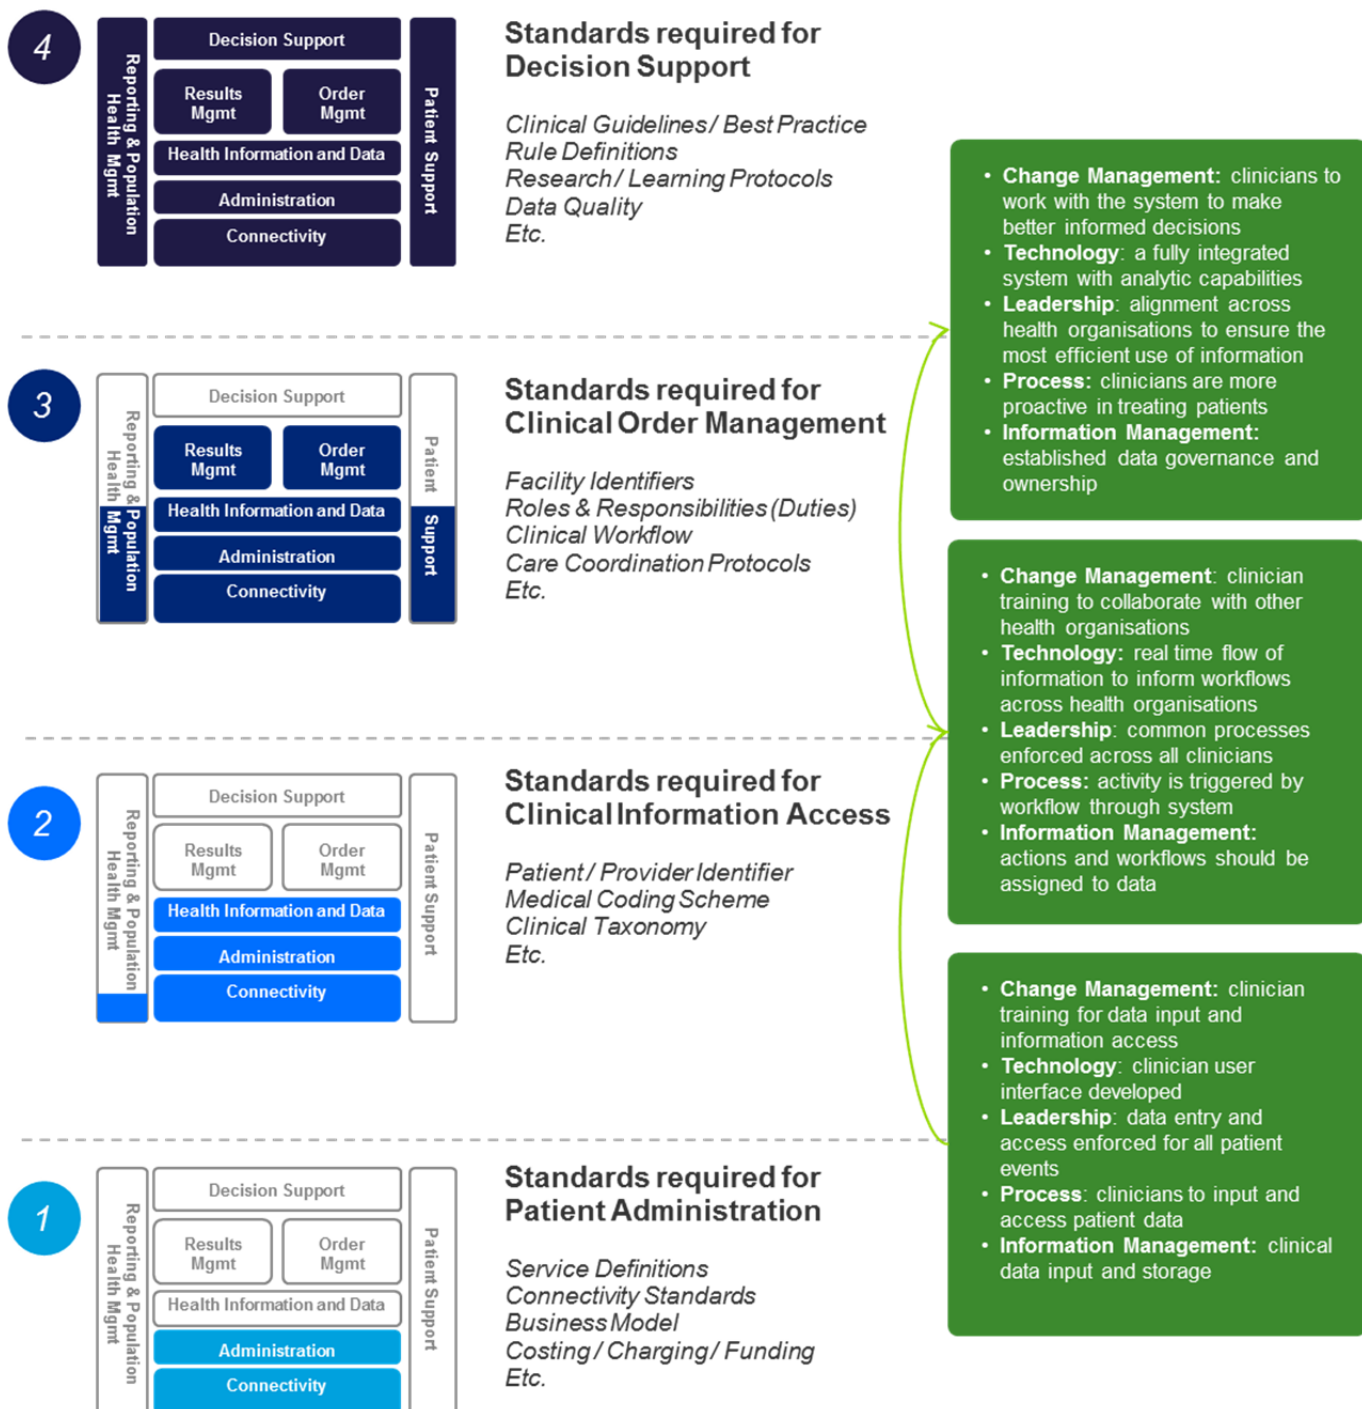 4
Reporting & Population
Health Mgmt
Decision Support
Results
Mgmt
Order
Mgmt
Health Information and Data
Administration
Connectivity
Patient Support
Standards required for
Decision Support
Clinical Guidelines / Best Practice
Rule Definitions
Research / Learning Protocols
Data Quality
Etc.
• Change Management: clinicians to
work with the system to make
better informed decisions
• Technology: a fully integrated
system with analytic capabilities
• Leadership: alignment across
health organisations to ensure the
most efficient use of information
• Process: clinicians are more
proactive in treating patients
• Information Management:
established data governance and
ownership
3
Reporting & Population
Health Mgmt
Decision Support
Results
Mgmt
Order
Mgmt
Health Information and Data
Administration
Connectivity
Patient Support
Standards required for
Clinical Order Management
Facility Identifiers
Roles & Responsibilities (Duties)
Clinical Workflow
Care Coordination Protocols
Etc.
• Change Management: clinician
training to collaborate with other
health organisations
• Technology: real time flow of
information to inform workflows
across health organisations
• Leadership: common processes
enforced across all clinicians
• Process: activity is triggered by
workflow through system
• Information Management:
actions and workflows should be
assigned to data
2
Reporting & Population
Health Mgmt
Decision Support
Results
Mgmt
Order
Mgmt
Health Information and Data
Administration
Connectivity
Patient Support
Standards required for
Clinical Information Access
Patient / Provider Identifier
Medical Coding Scheme
Clinical Taxonomy
Etc.
• Change Management: clinician
training for data input and
information access
• Technology: clinician user
interface developed
• Leadership: data entry and
access enforced for all patient
events
• Process: clinicians to input and
access patient data
• Information Management: clinical
data input and storage
1
Reporting & Population
Health Mgmt
Decision Support
Results
Mgmt
Order
Mgmt
Health Information and Data
Administration
Connectivity
Patient Support
Standards required for
Patient Administration
Service Definitions
Connectivity Standards
Business Model
Costing / Charging / Funding
Etc.